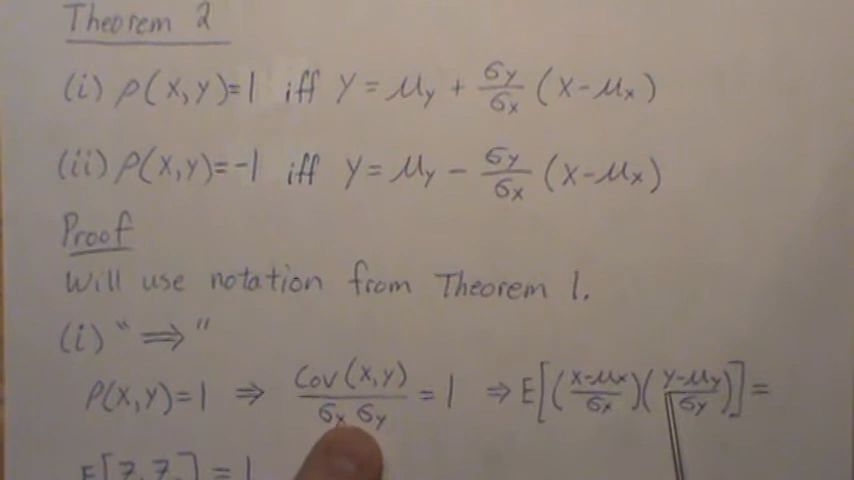 Theorem 2
(i) ρ(X,Y)=1 iff Y = μy + σy/σx (X-μx)
(ii) ρ(X,Y)=-1 iff Y = μy - σy/σx (X-μx)
Proof
Will use notation from Theorem 1.
(i) "⇒"
ρ(X,Y)=1 ⇒ Cov(X,Y)/σx σy = 1 ⇒ E[(X-μx/σx)(Y-μy/σy)] =
] = 1